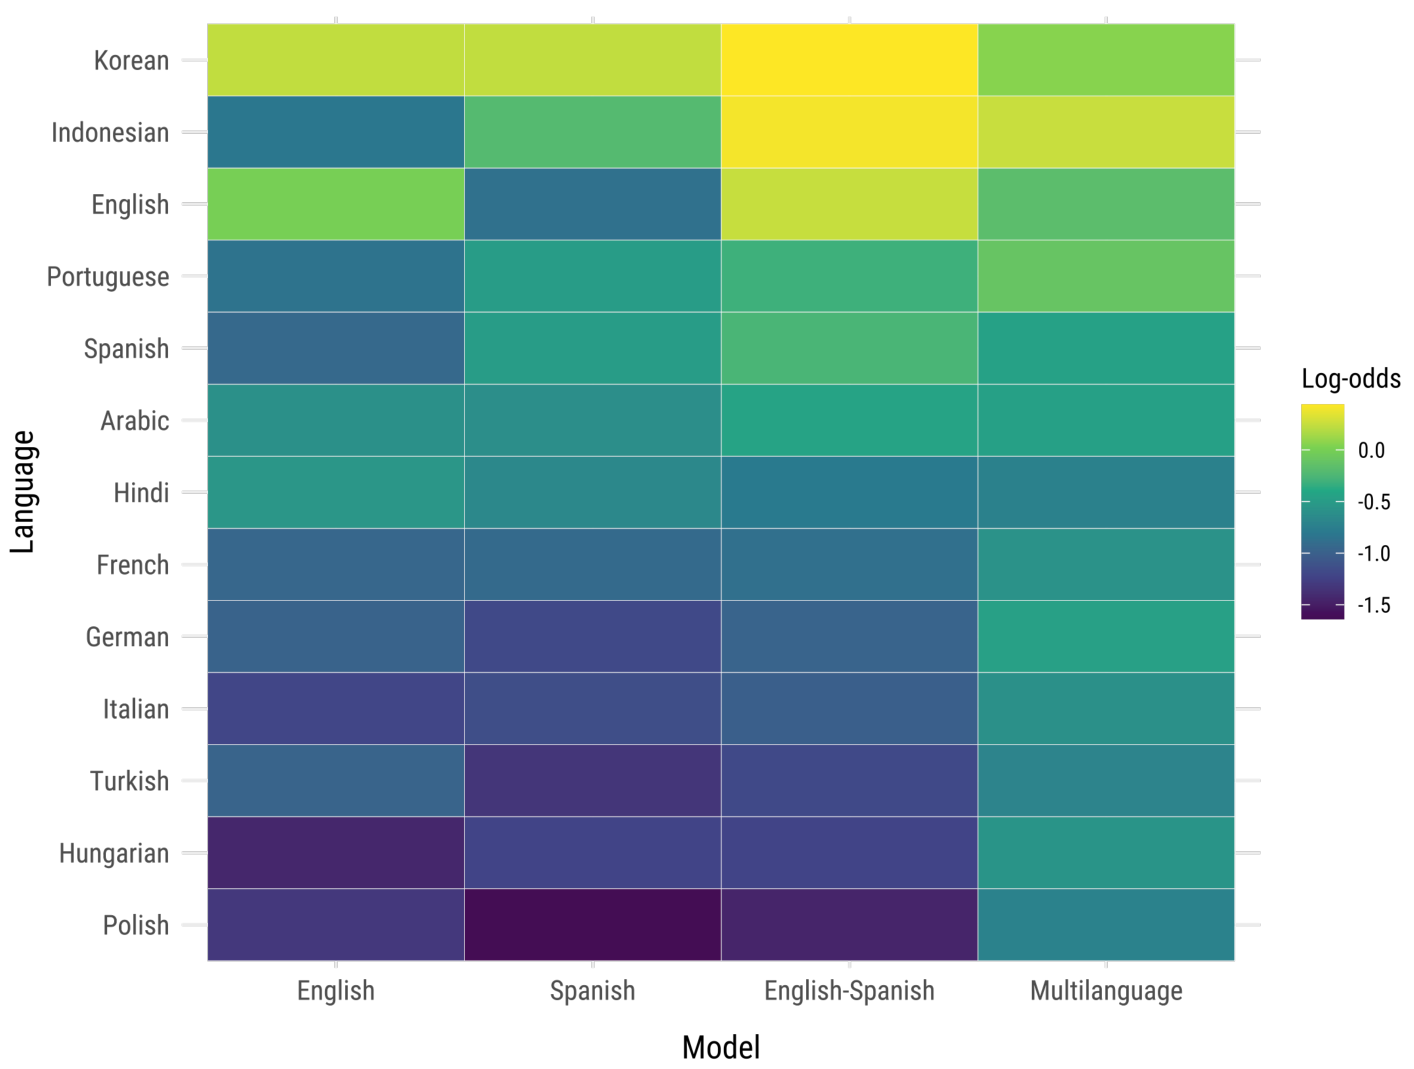 Korean
Indonesian
English
Portuguese
Spanish
Arabic
Hindi
French
German
Italian
Turkish
Hungarian
Polish
Language
English Spanish English-Spanish Multilanguage
Model
Log-odds
0.0
-0.5
-1.0
-1.5